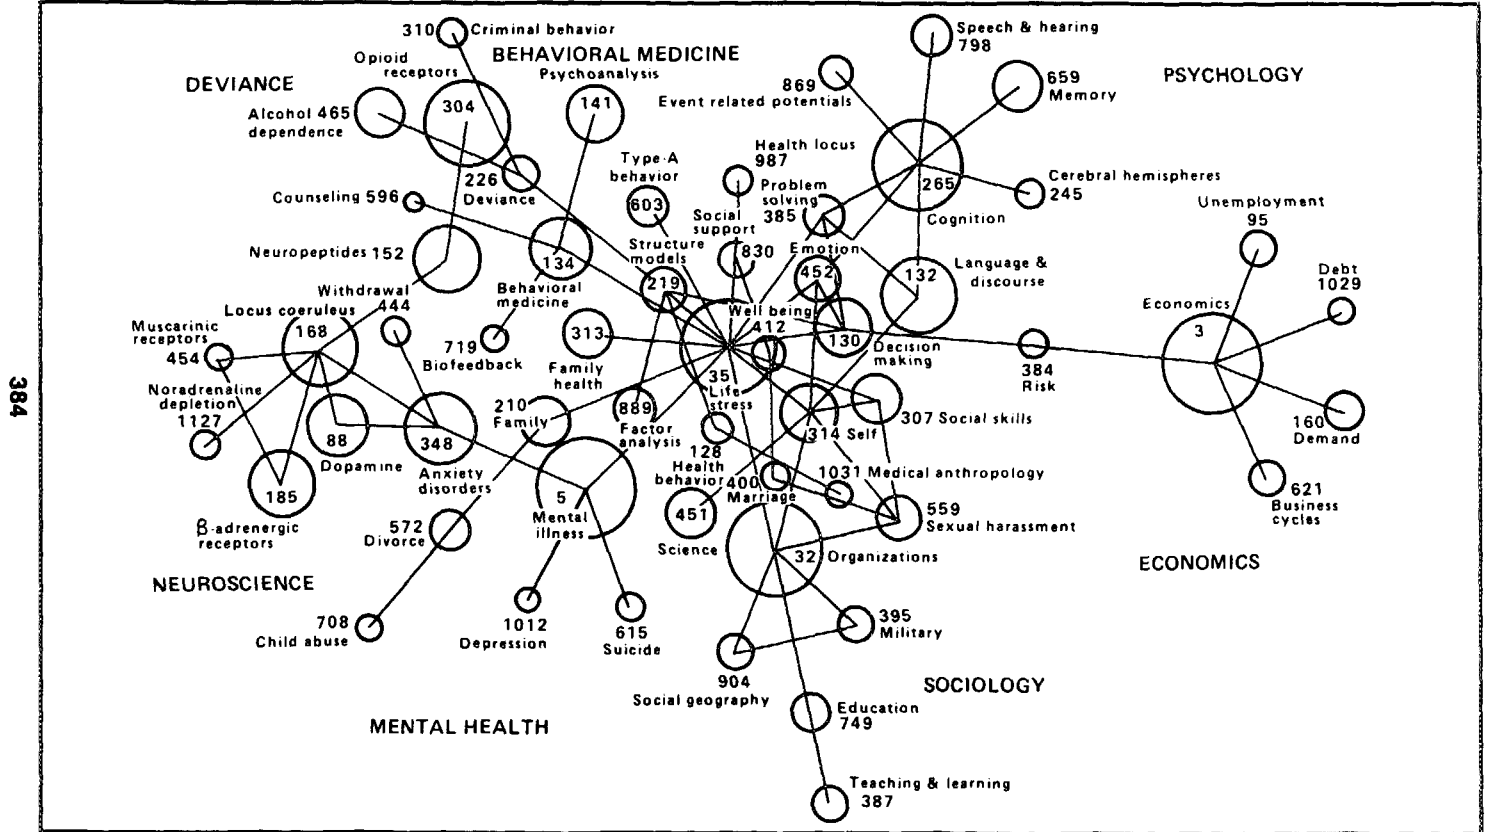 310 Criminal behavior
BEHAVIORAL MEDICINE
Opioid
receptors
304
DEVIANCE
Alcohol 465
dependence
Psychoanalysis
141
Speech & hearing
798
869
Event related potentials
659
Memory
PSYCHOLOGY
226
Deviance
Counseling 596
Type-A
behavior
603
Health locus
987
Problem
solving
385
265
Cognition
Cerebral hemispheres
245
Unemployment
95
Social
support
830
Neuropeptides 152
134
Behavioral
medicine
Structure
models
219
Emotion
452
132
Language &
discourse
Debt
1029
Withdrawal
444
Locus coeruleus
168
Muscarinic
receptors
454
Economics
3
719
Biofeedback
313
Family
health
Well being
412
130
Decision
making
384
Risk
Noradrenaline
depletion
1127
88
Dopamine
348
Anxiety
disorders
210
Family
889
Factor
analysis
35
Life
stress
314 Self
307 Social skills
160
Demand
128
Health
behavior
400
Marriage
1031 Medical anthropology
185
β-adrenergic
receptors
572
Divorce
5
Mental
illness
451
Science
559
Sexual harassment
621
Business
cycles
32 Organizations
ECONOMICS
NEUROSCIENCE
708
Child abuse
1012
Depression
615
Suicide
395
Military
904
Social geography
SOCIOLOGY
Education
749
MENTAL HEALTH
Teaching & learning
387
384